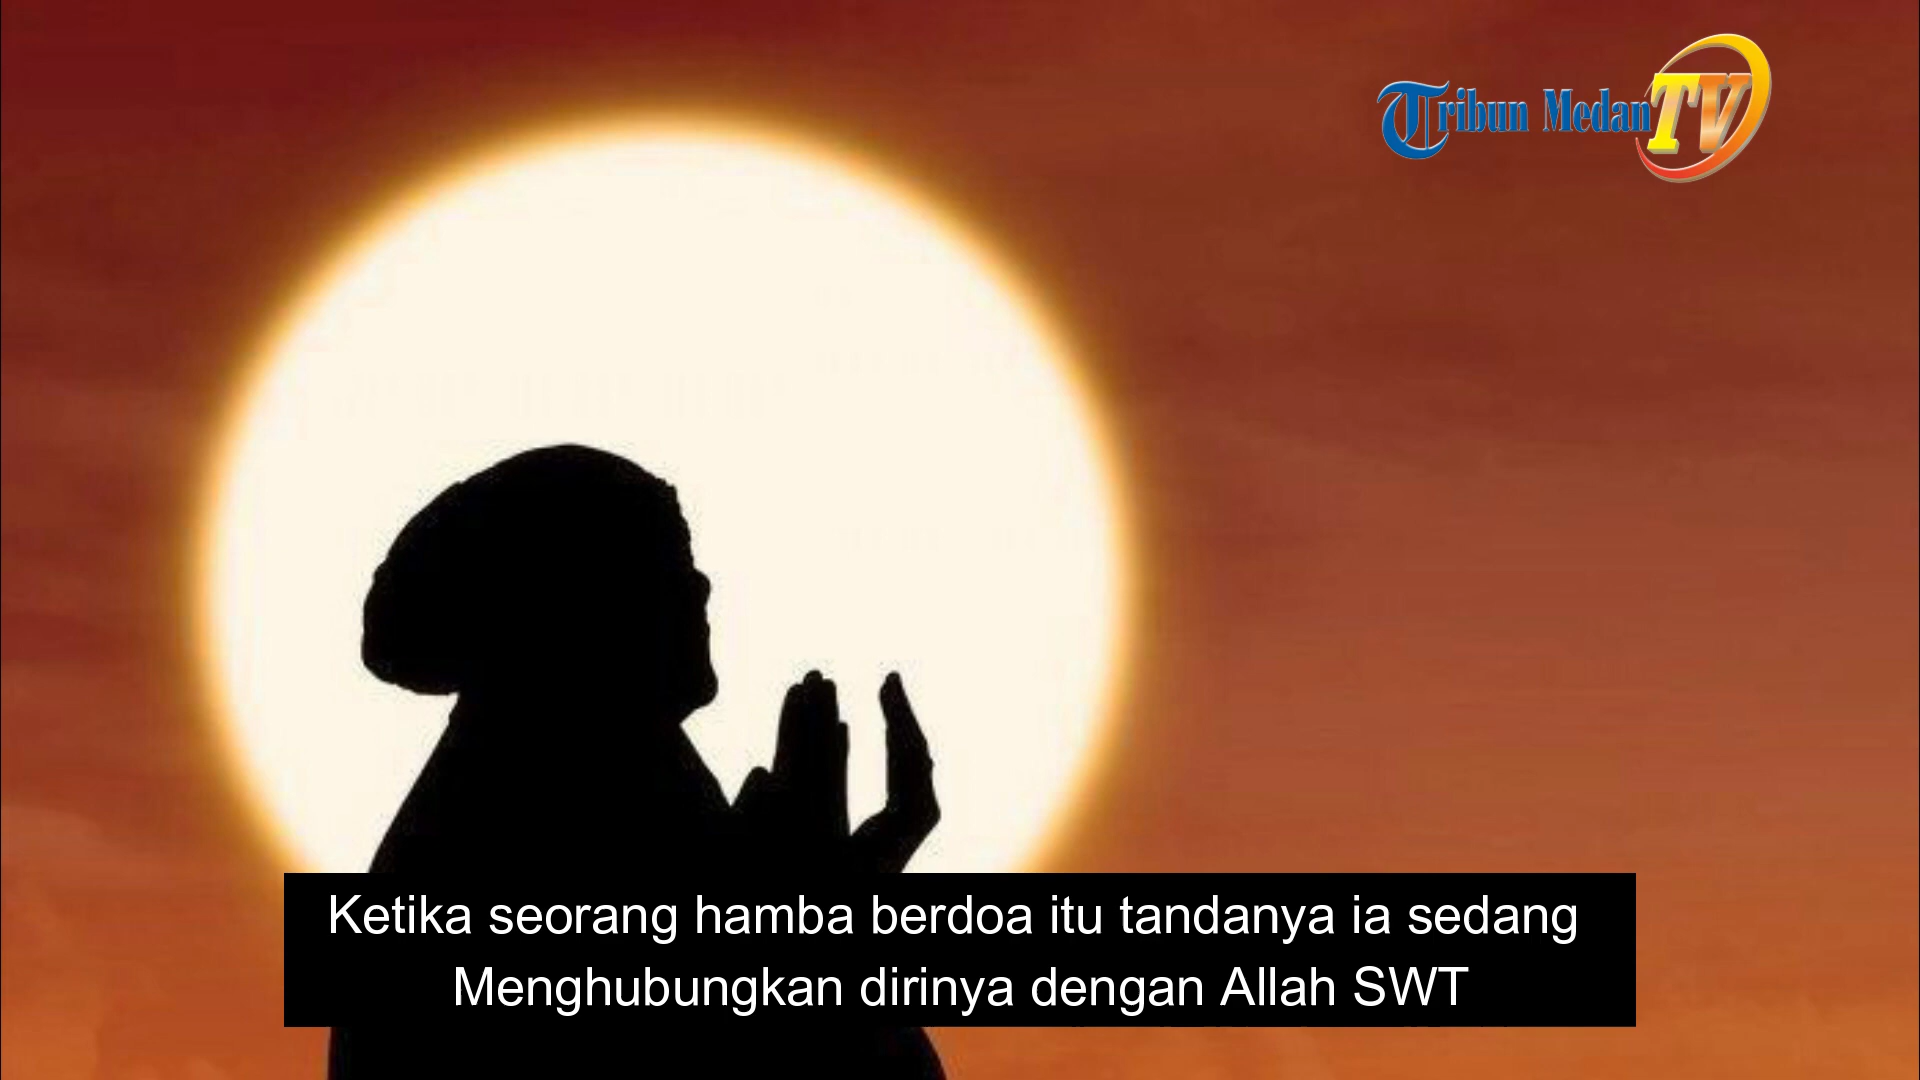 Tribun Medan TV
Ketika seorang hamba berdoa itu tandanya ia sedang
Menghubungkan dirinya dengan Allah SWT